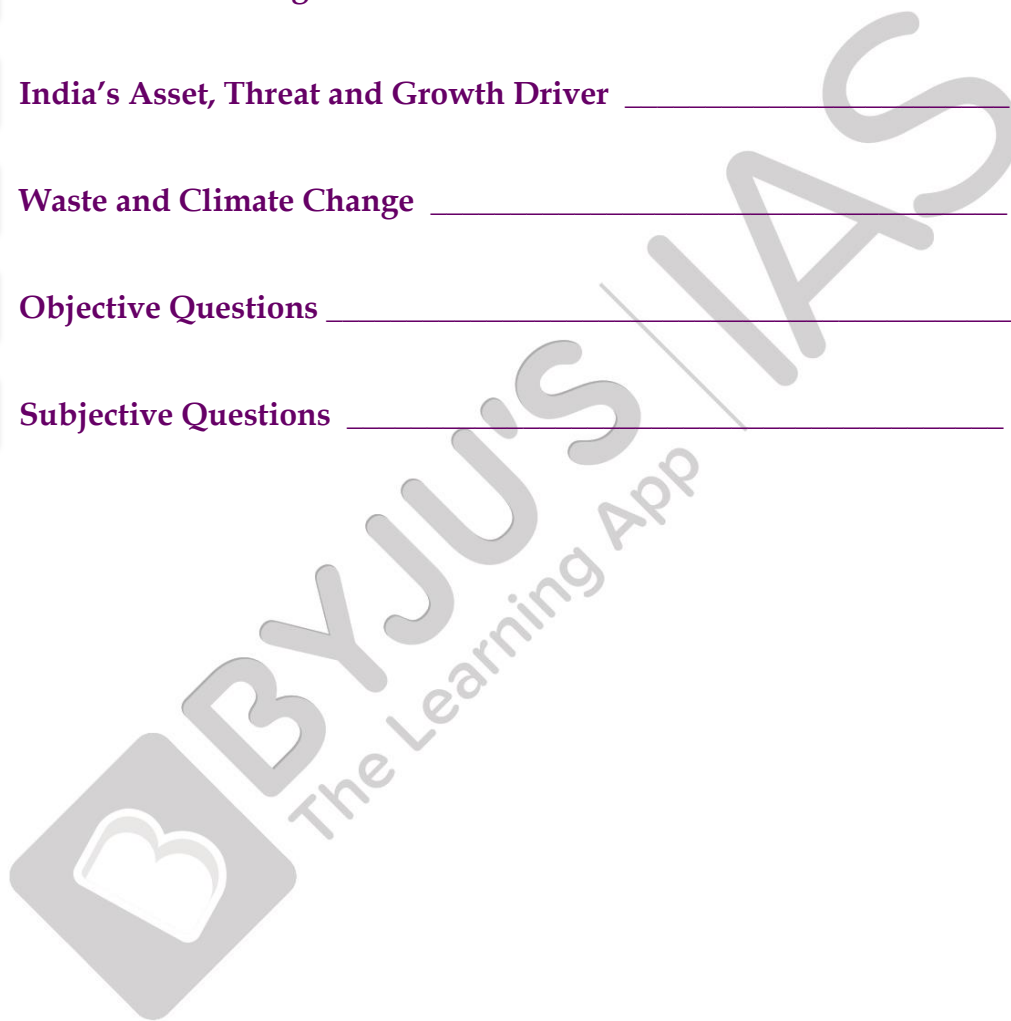 India’s Asset, Threat and Growth Driver
Waste and Climate Change
Objective Questions
Subjective Questions
BYJU'S IAS
The Learning App